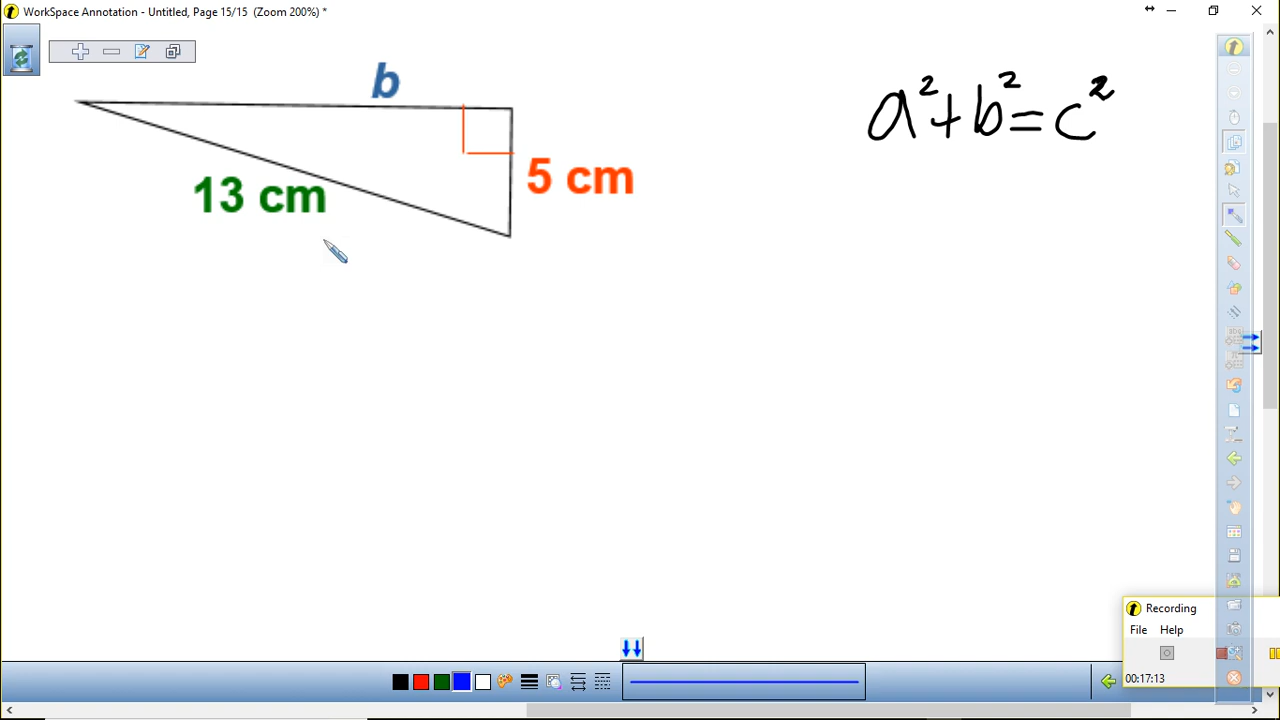 WorkSpace Annotation - Untitled, Page 15/15 (Zoom 200%) *
b
a²+b²=c²
5 cm
13 cm
Recording
File Help
00:17:13